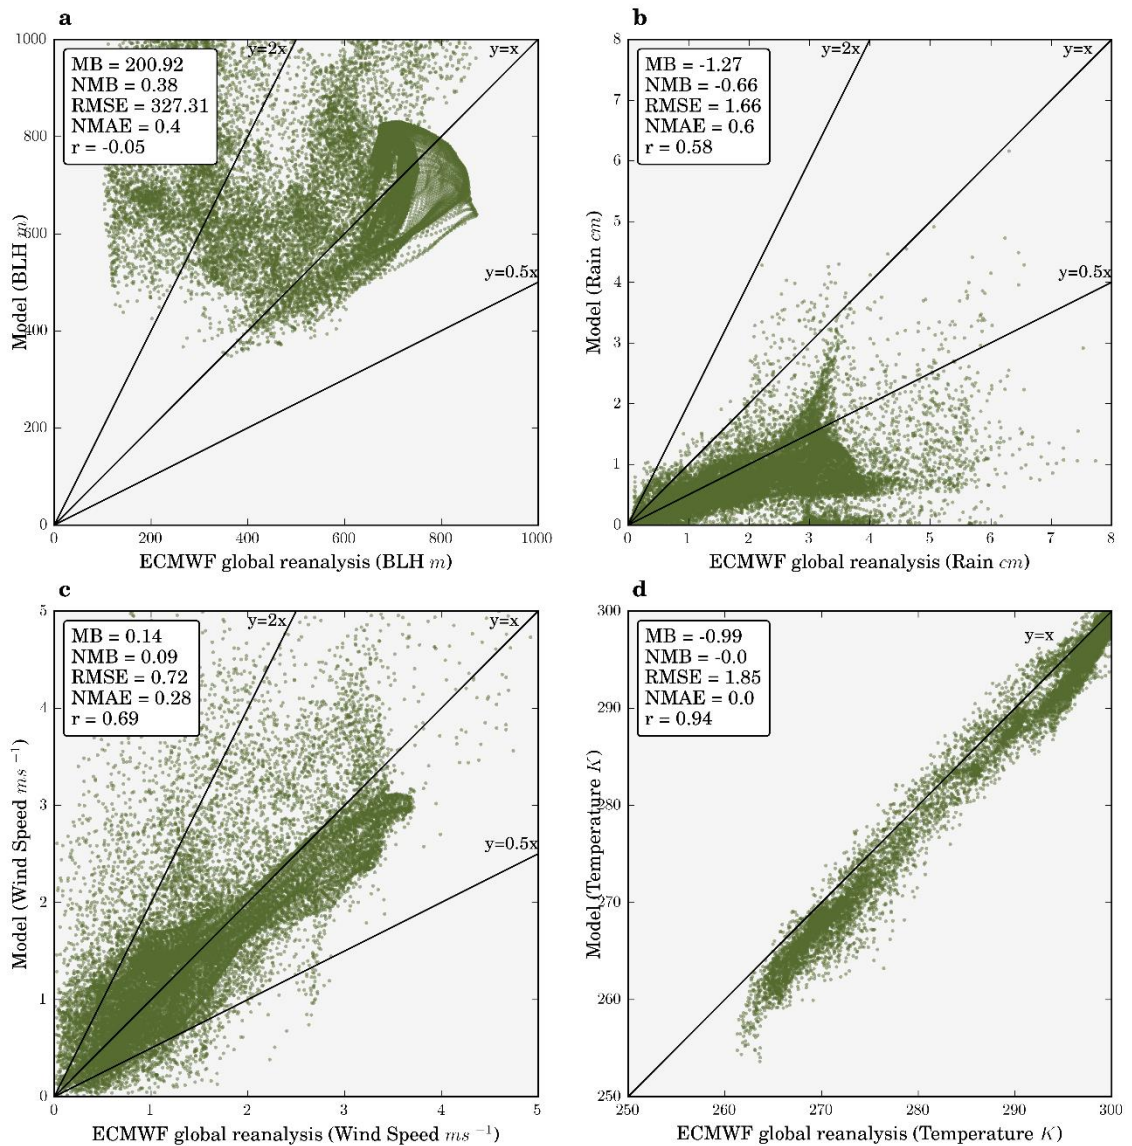 a
1000
800
600
400
200
0
Model (BLH m)
MB = 200.92
NMB = 0.38
RMSE = 327.31
NMAE = 0.4
r = -0.05
y=2x
y=x
y=0.5x
0 200 400 600 800 1000
ECMWF global reanalysis (BLH m)
b
8
7
6
5
4
3
2
1
0
Model (Rain cm)
MB = -1.27
NMB = -0.66
RMSE = 1.66
NMAE = 0.6
r = 0.58
y=2x
y=x
y=0.5x
0 1 2 3 4 5 6 7 8
ECMWF global reanalysis (Rain cm)
c
5
4
3
2
1
0
Model (Wind Speed ms⁻¹)
MB = 0.14
NMB = 0.09
RMSE = 0.72
NMAE = 0.28
r = 0.69
y=2x
y=x
y=0.5x
0 1 2 3 4 5
ECMWF global reanalysis (Wind Speed ms⁻¹)
d
300
290
280
270
260
250
Model (Temperature K)
MB = -0.99
NMB = -0.0
RMSE = 1.85
NMAE = 0.0
r = 0.94
y=x
250 260 270 280 290 300
ECMWF global reanalysis (Temperature K)